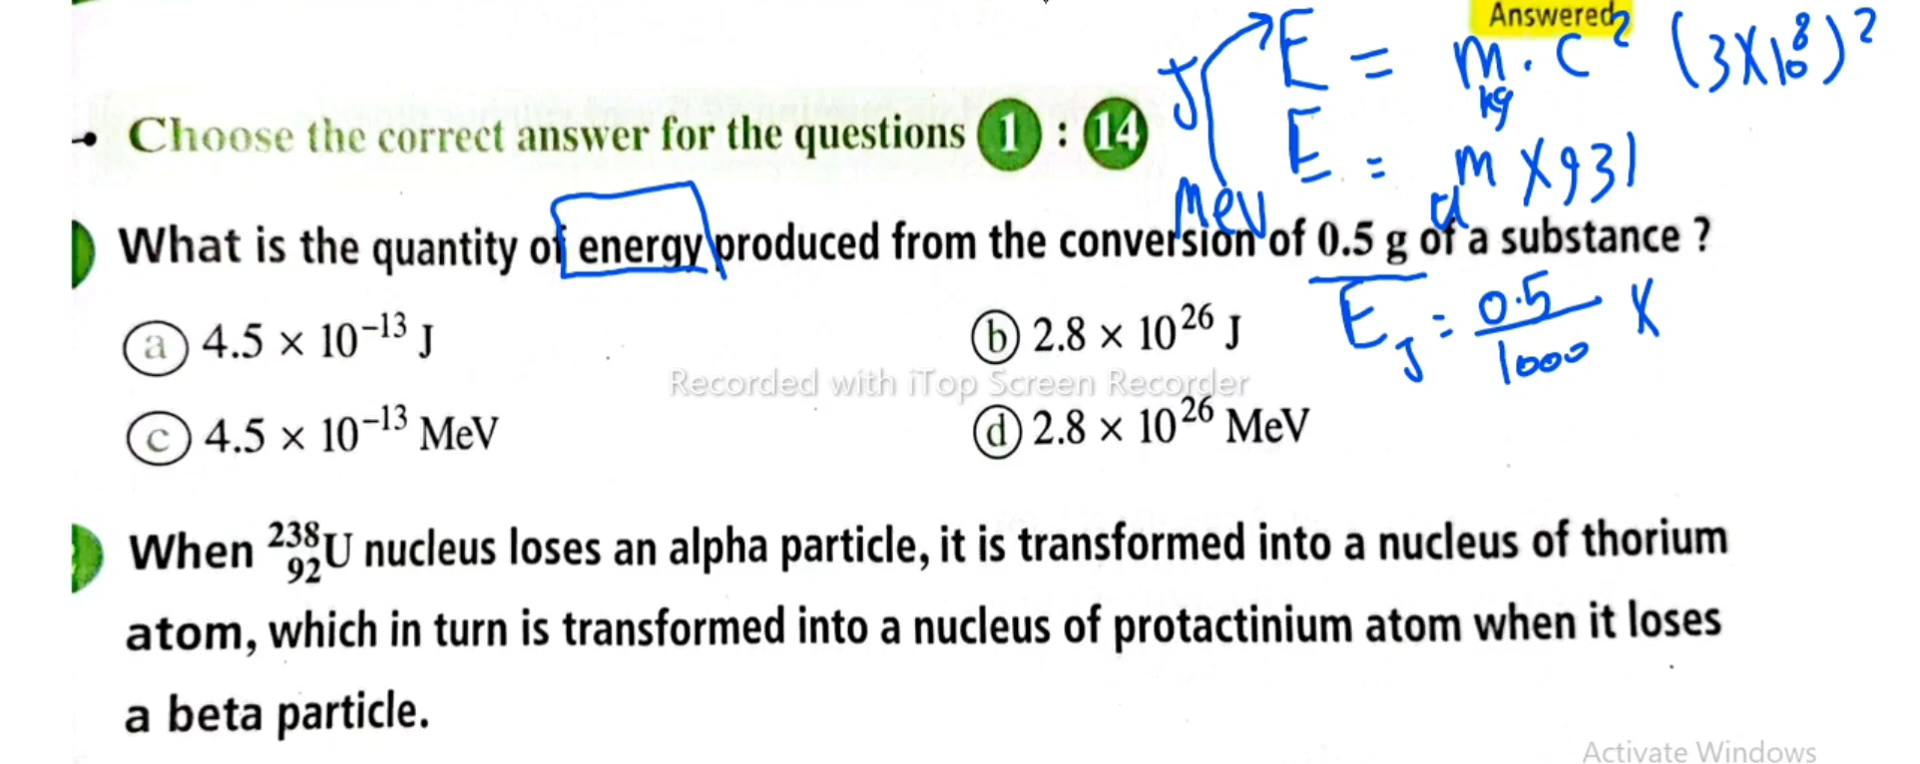 Answered
E = m . c² (3×10⁸)²
J
kg
Choose the correct answer for the questions 1 : 14
E = m × 931
MeV
u
What is the quantity of energy produced from the conversion of 0.5 g of a substance ?
a 4.5 × 10⁻¹³ J
b 2.8 × 10²⁶ J
E_J = 0.5/1000 ×
Recorded with iTop Screen Recorder
c 4.5 × 10⁻¹³ MeV
d 2.8 × 10²⁶ MeV
When ²³⁸₉₂U nucleus loses an alpha particle, it is transformed into a nucleus of thorium
atom, which in turn is transformed into a nucleus of protactinium atom when it loses
a beta particle.
Activate Windows